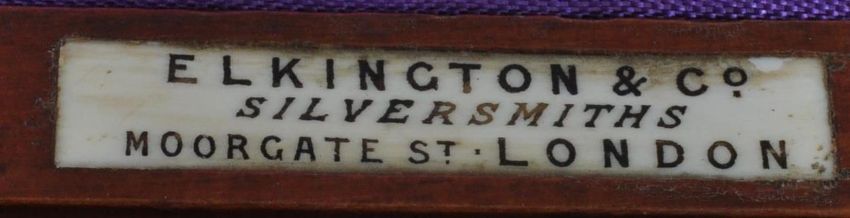 ELKINGTON & Co
SILVERSMITHS
MOORGATE ST. LONDON